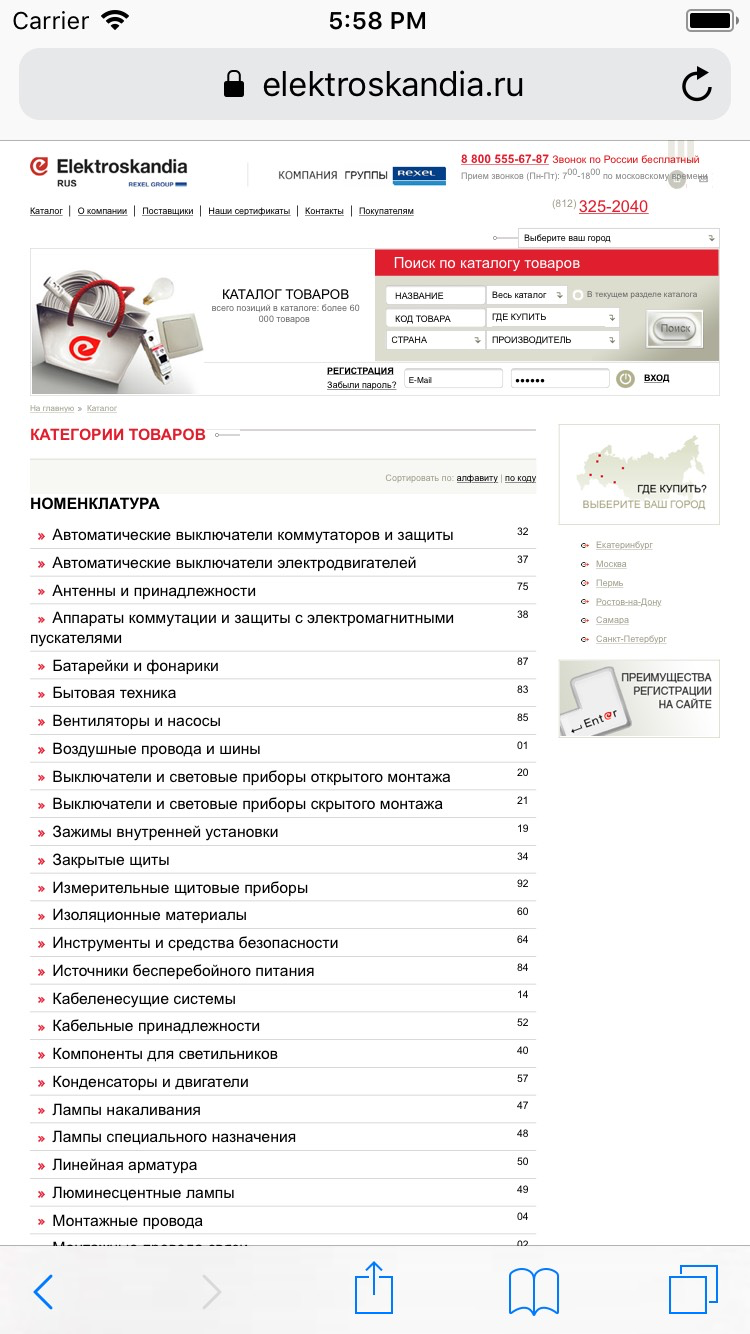 Carrier 5:58 PM
elektroskandia.ru
Elektroskandia
RUS REXEL GROUP
КОМПАНИЯ ГРУППЫ REXEL
8 800 555-67-87 Звонок по России бесплатный
Прием звонков (Пн-Пт): 7⁰⁰-18⁰⁰ по московскому времени
(812) 325-2040
Каталог | О компании | Поставщики | Наши сертификаты | Контакты | Покупателям
Выберите ваш город
КАТАЛОГ ТОВАРОВ
всего позиций в каталоге: более 60
000 товаров
Поиск по каталогу товаров
НАЗВАНИЕ Весь каталог В текущем разделе каталога
КОД ТОВАРА ГДЕ КУПИТЬ
СТРАНА ПРОИЗВОДИТЕЛЬ
Поиск
РЕГИСТРАЦИЯ
Забыли пароль?
E-Mail •••••• ВХОД
На главную » Каталог
КАТЕГОРИИ ТОВАРОВ
Сортировать по: алфавиту | по коду
НОМЕНКЛАТУРА
» Автоматические выключатели коммутаторов и защиты 32
» Автоматические выключатели электродвигателей 37
» Антенны и принадлежности 75
» Аппараты коммутации и защиты с электромагнитными 38
пускателями
» Батарейки и фонарики 87
» Бытовая техника 83
» Вентиляторы и насосы 85
» Воздушные провода и шины 01
» Выключатели и световые приборы открытого монтажа 20
» Выключатели и световые приборы скрытого монтажа 21
» Зажимы внутренней установки 19
» Закрытые щиты 34
» Измерительные щитовые приборы 92
» Изоляционные материалы 60
» Инструменты и средства безопасности 64
» Источники бесперебойного питания 84
» Кабеленесущие системы 14
» Кабельные принадлежности 52
» Компоненты для светильников 40
» Конденсаторы и двигатели 57
» Лампы накаливания 47
» Лампы специального назначения 48
» Линейная арматура 50
» Люминесцентные лампы 49
» Монтажные провода 04
» Монтажные провода связи 02
ГДЕ КУПИТЬ?
ВЫБЕРИТЕ ВАШ ГОРОД
Екатеринбург
Москва
Пермь
Ростов-на-Дону
Самара
Санкт-Петербург
ПРЕИМУЩЕСТВА
РЕГИСТРАЦИИ
НА САЙТЕ
Ent@r